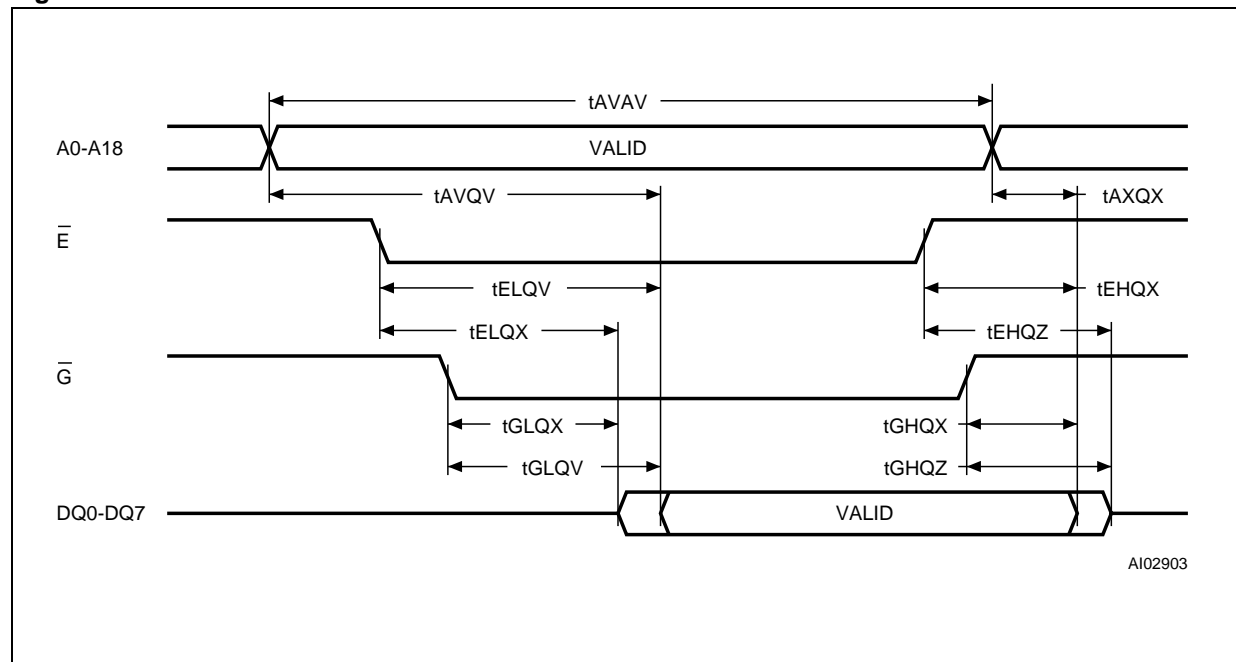 tAVAV
A0-A18 VALID
tAVQV tAXQX
E̅
tELQV tEHQX
tELQX tEHQZ
G̅
tGLQX tGHQX
tGLQV tGHQZ
DQ0-DQ7 VALID
AI02903